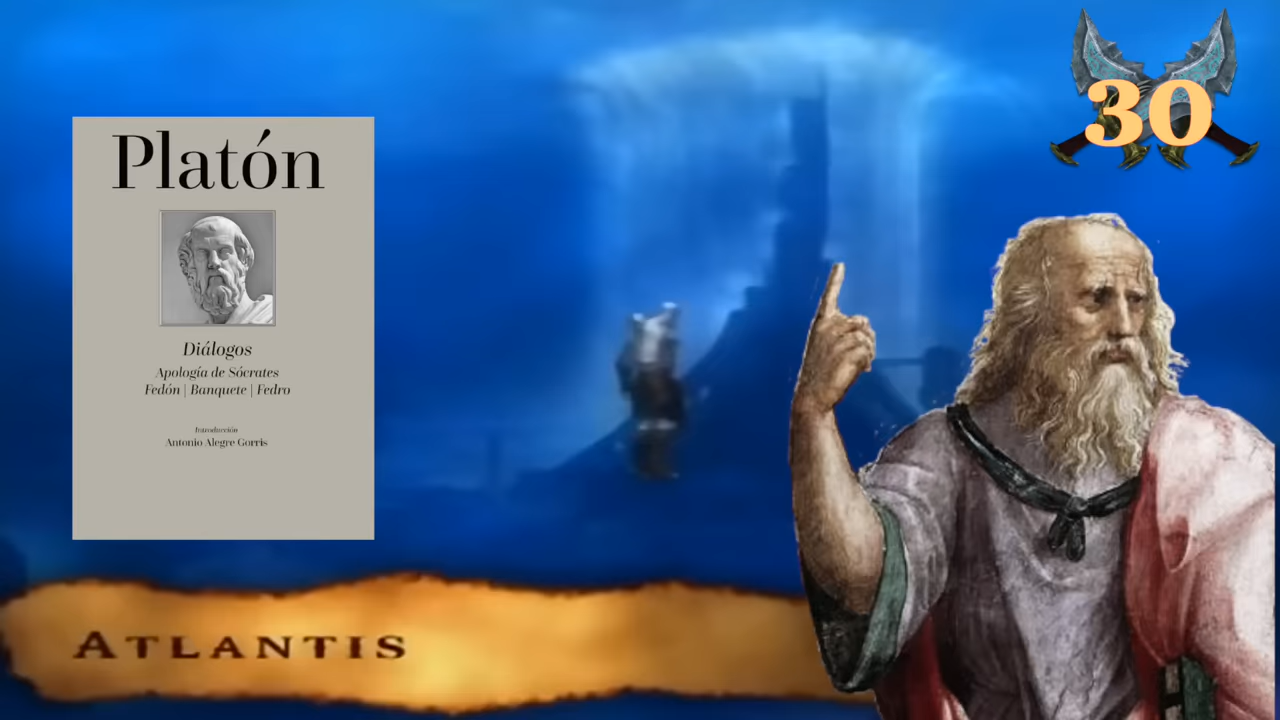 30
Platón
Diálogos
Apología de Sócrates
Fedón | Banquete | Fedro
Introducción
Antonio Alegre Gorris
ATLANTIS